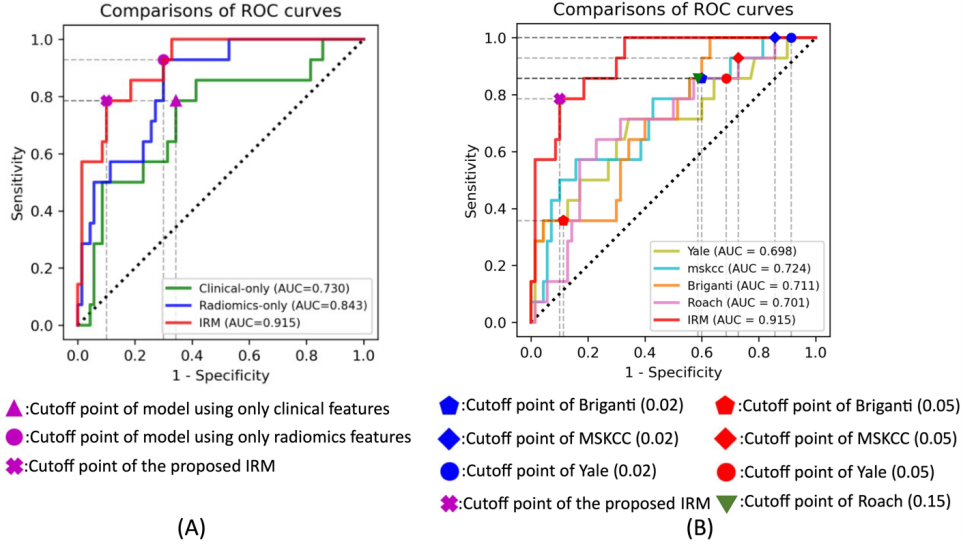 Comparisons of ROC curves
1.0
0.8
0.6
0.4
0.2
0.0
Sensitivity
Clinical-only (AUC=0.730)
Radiomics-only (AUC=0.843)
IRM (AUC=0.915)
0.0 0.2 0.4 0.6 0.8 1.0
1 - Specificity
:Cutoff point of model using only clinical features
:Cutoff point of model using only radiomics features
:Cutoff point of the proposed IRM
(A)
Comparisons of ROC curves
1.0
0.8
0.6
0.4
0.2
0.0
Sensitivity
Yale (AUC = 0.698)
mskcc (AUC = 0.724)
Briganti (AUC = 0.711)
Roach (AUC = 0.701)
IRM (AUC = 0.915)
0.0 0.2 0.4 0.6 0.8 1.0
1 - Specificity
:Cutoff point of Briganti (0.02)
:Cutoff point of Briganti (0.05)
:Cutoff point of MSKCC (0.02)
:Cutoff point of MSKCC (0.05)
:Cutoff point of Yale (0.02)
:Cutoff point of Yale (0.05)
:Cutoff point of the proposed IRM
:Cutoff point of Roach (0.15)
(B)